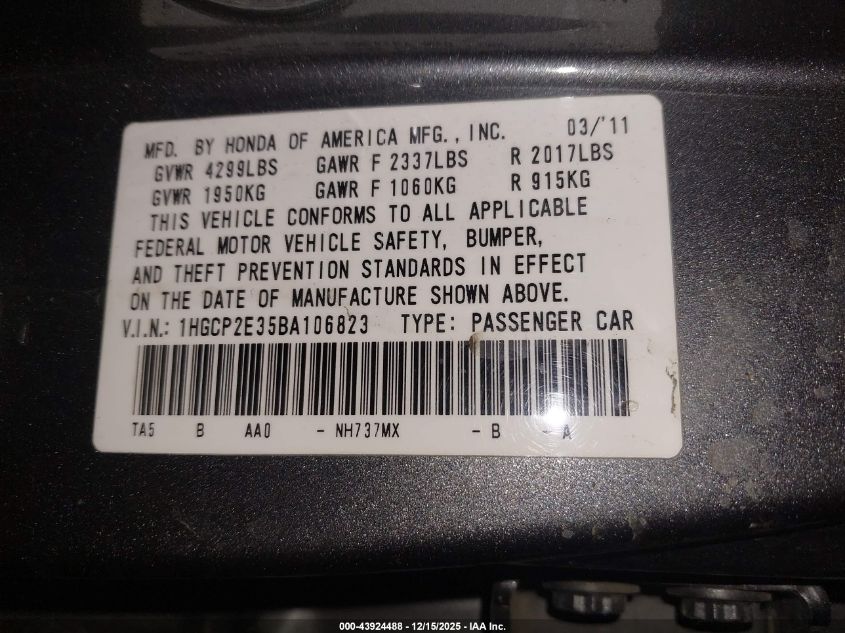 MFD. BY HONDA OF AMERICA MFG., INC. 03/'11
GVWR 4299LBS GAWR F 2337LBS R 2017LBS
GVWR 1950KG GAWR F 1060KG R 915KG
THIS VEHICLE CONFORMS TO ALL APPLICABLE
FEDERAL MOTOR VEHICLE SAFETY, BUMPER,
AND THEFT PREVENTION STANDARDS IN EFFECT
ON THE DATE OF MANUFACTURE SHOWN ABOVE.
V.I.N.: 1HGCP2E35BA106823 TYPE: PASSENGER CAR
TA5 B AA0 - NH737MX - B - A
000-43924488 - 12/15/2025 - IAA Inc.